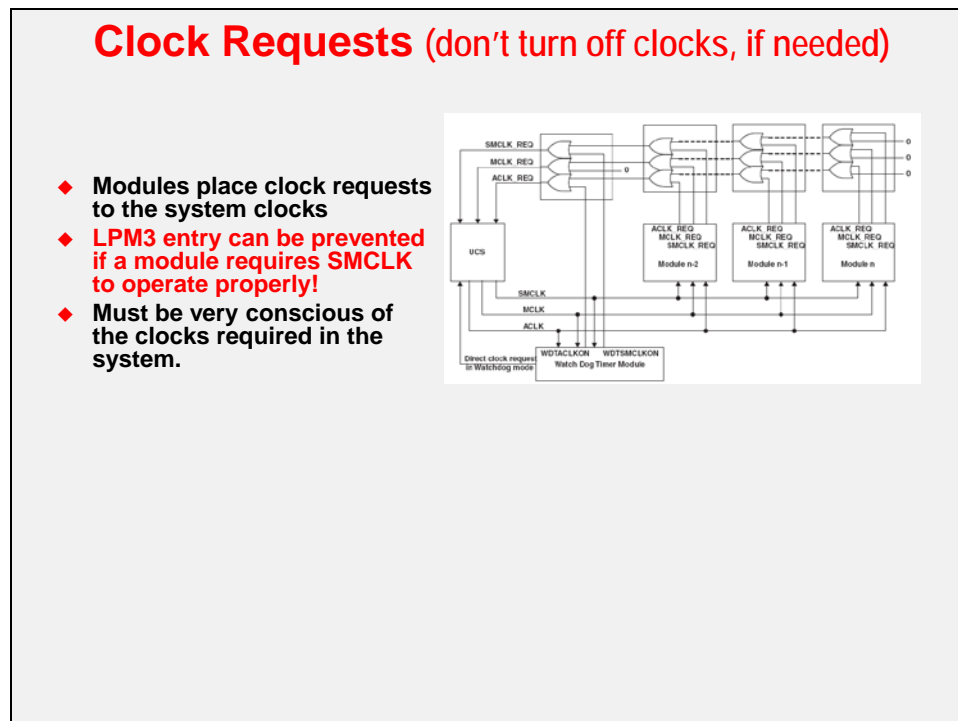 Clock Requests (don't turn off clocks, if needed)
◆ Modules place clock requests
to the system clocks
◆ LPM3 entry can be prevented
if a module requires SMCLK
to operate properly!
◆ Must be very conscious of
the clocks required in the
system.
SMCLK_REQ
MCLK_REQ
ACLK_REQ
0
0
0
0
UCS
ACLK_REQ
MCLK_REQ
SMCLK_REQ
Module n-2
ACLK_REQ
MCLK_REQ
SMCLK_REQ
Module n-1
ACLK_REQ
MCLK_REQ
SMCLK_REQ
Module n
SMCLK
MCLK
ACLK
Direct clock request
in Watchdog mode
WDTACLKON WDTSMCLKON
Watch Dog Timer Module